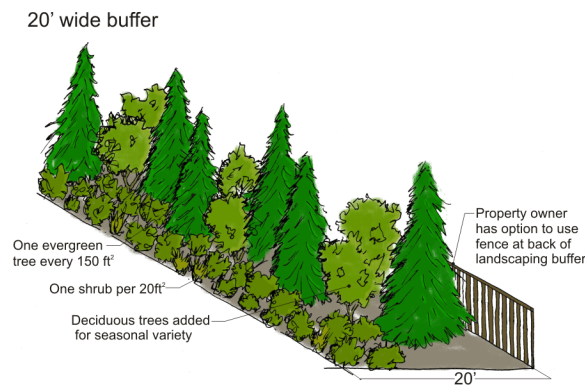 20' wide buffer
One evergreen
tree every 150 ft²
One shrub per 20ft²
Deciduous trees added
for seasonal variety
Property owner
has option to use
fence at back of
landscaping buffer
20'